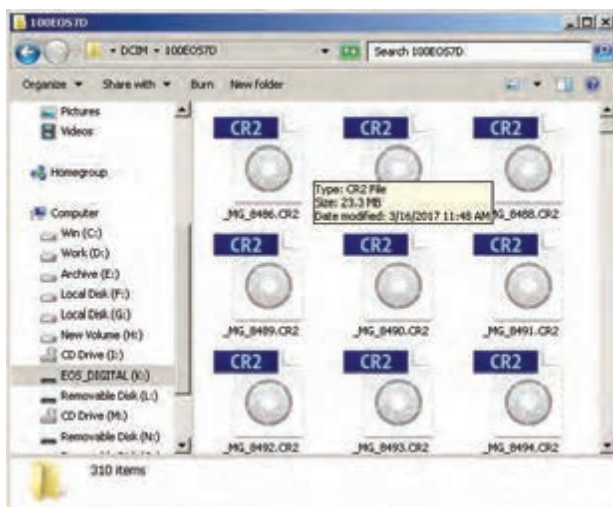 100EOS7D
DCIM 100EOS7D
Search 100EOS7D
Organize Share with Burn New folder
Pictures
Videos
Homegroup
Computer
Win (C:)
Work (D:)
Archive (E:)
Local Disk (F:)
Local Disk (G:)
New Volume (H:)
CD Drive (I:)
EOS_DIGITAL (K:)
Removable Disk (L:)
CD Drive (M:)
Removable Disk (N:)
CR2 CR2 CR2
Type: CR2 File
Size: 23.3 MB
Date modified: 3/16/2017 11:48 AM
_MG_8486.CR2 MG_8488.CR2
CR2 CR2 CR2
_MG_8489.CR2 _MG_8490.CR2 _MG_8491.CR2
CR2 CR2 CR2
_MG_8492.CR2 _MG_8493.CR2 _MG_8494.CR2
310 items